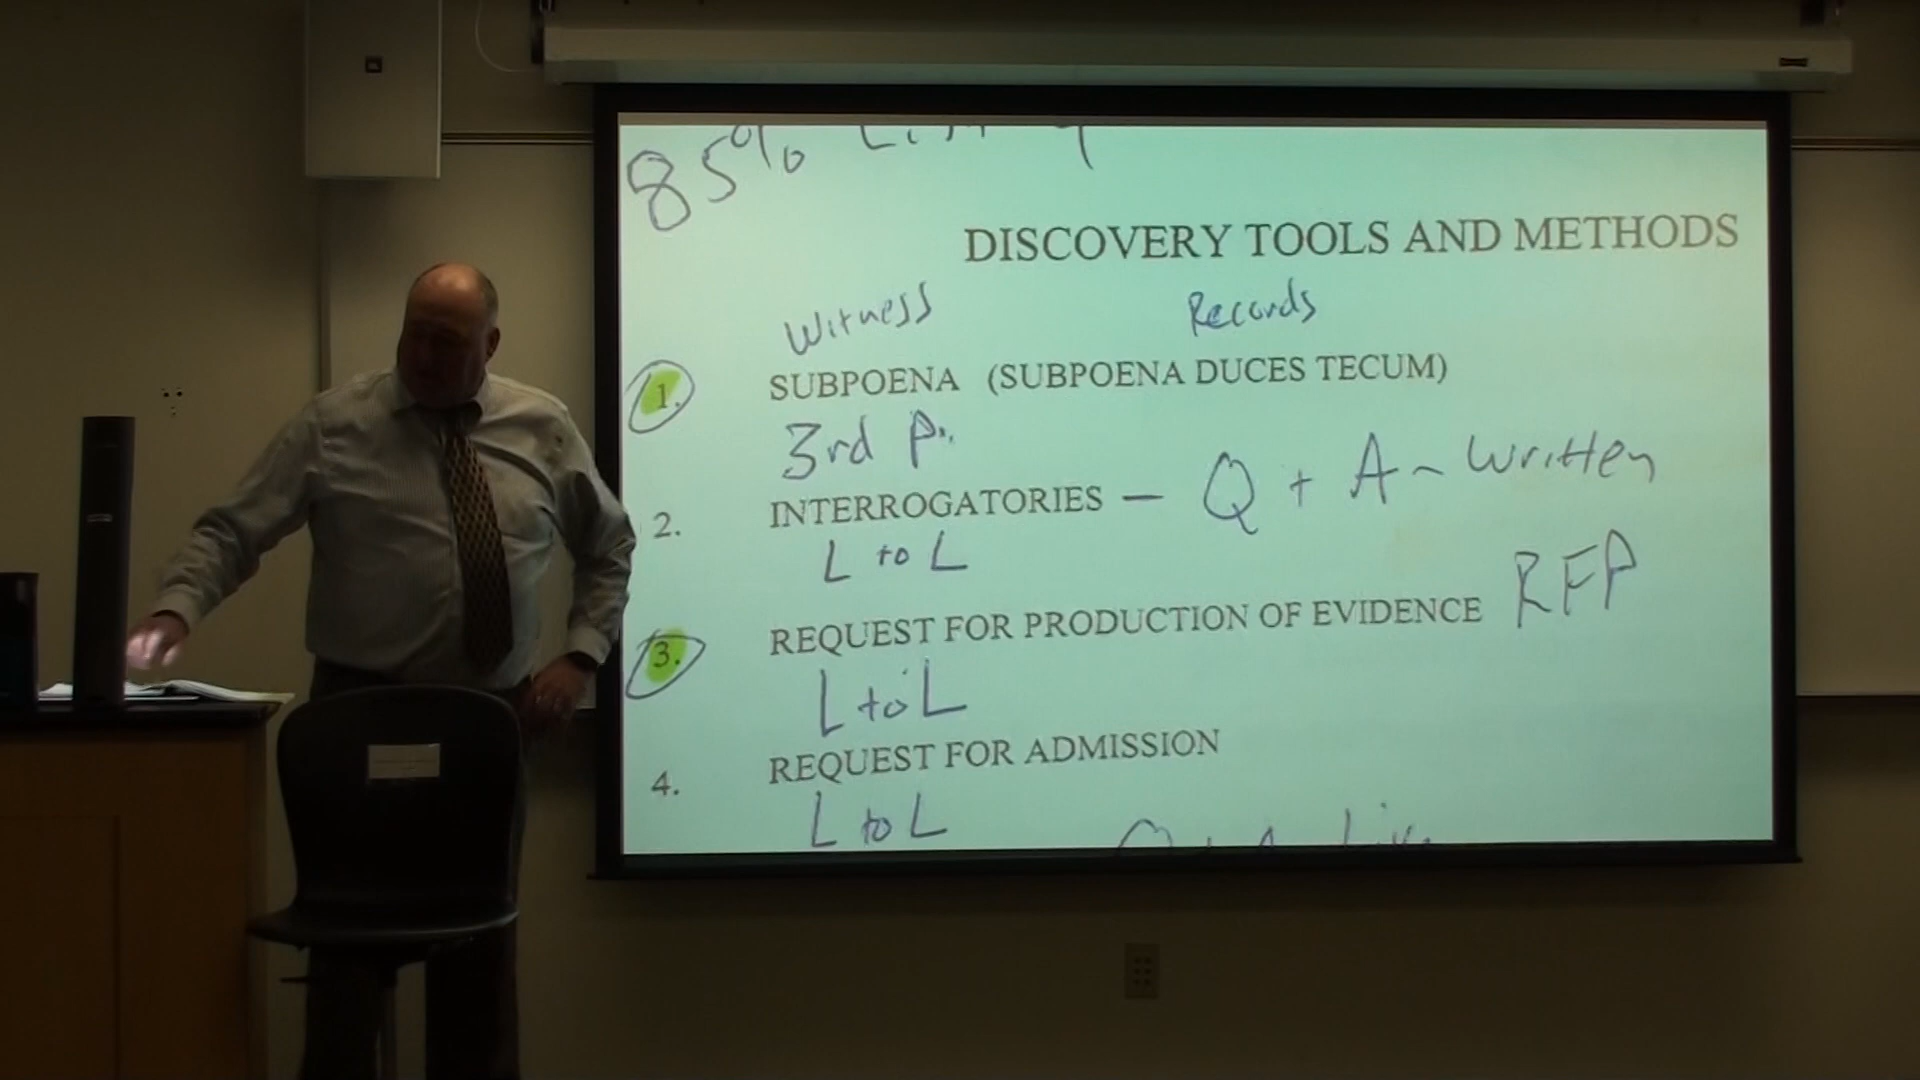 85%
DISCOVERY TOOLS AND METHODS
Witness Records
1. SUBPOENA (SUBPOENA DUCES TECUM)
3rd P.
2. INTERROGATORIES — Q + A - Written
L to L
3. REQUEST FOR PRODUCTION OF EVIDENCE RFP
L to L
4. REQUEST FOR ADMISSION
L to L